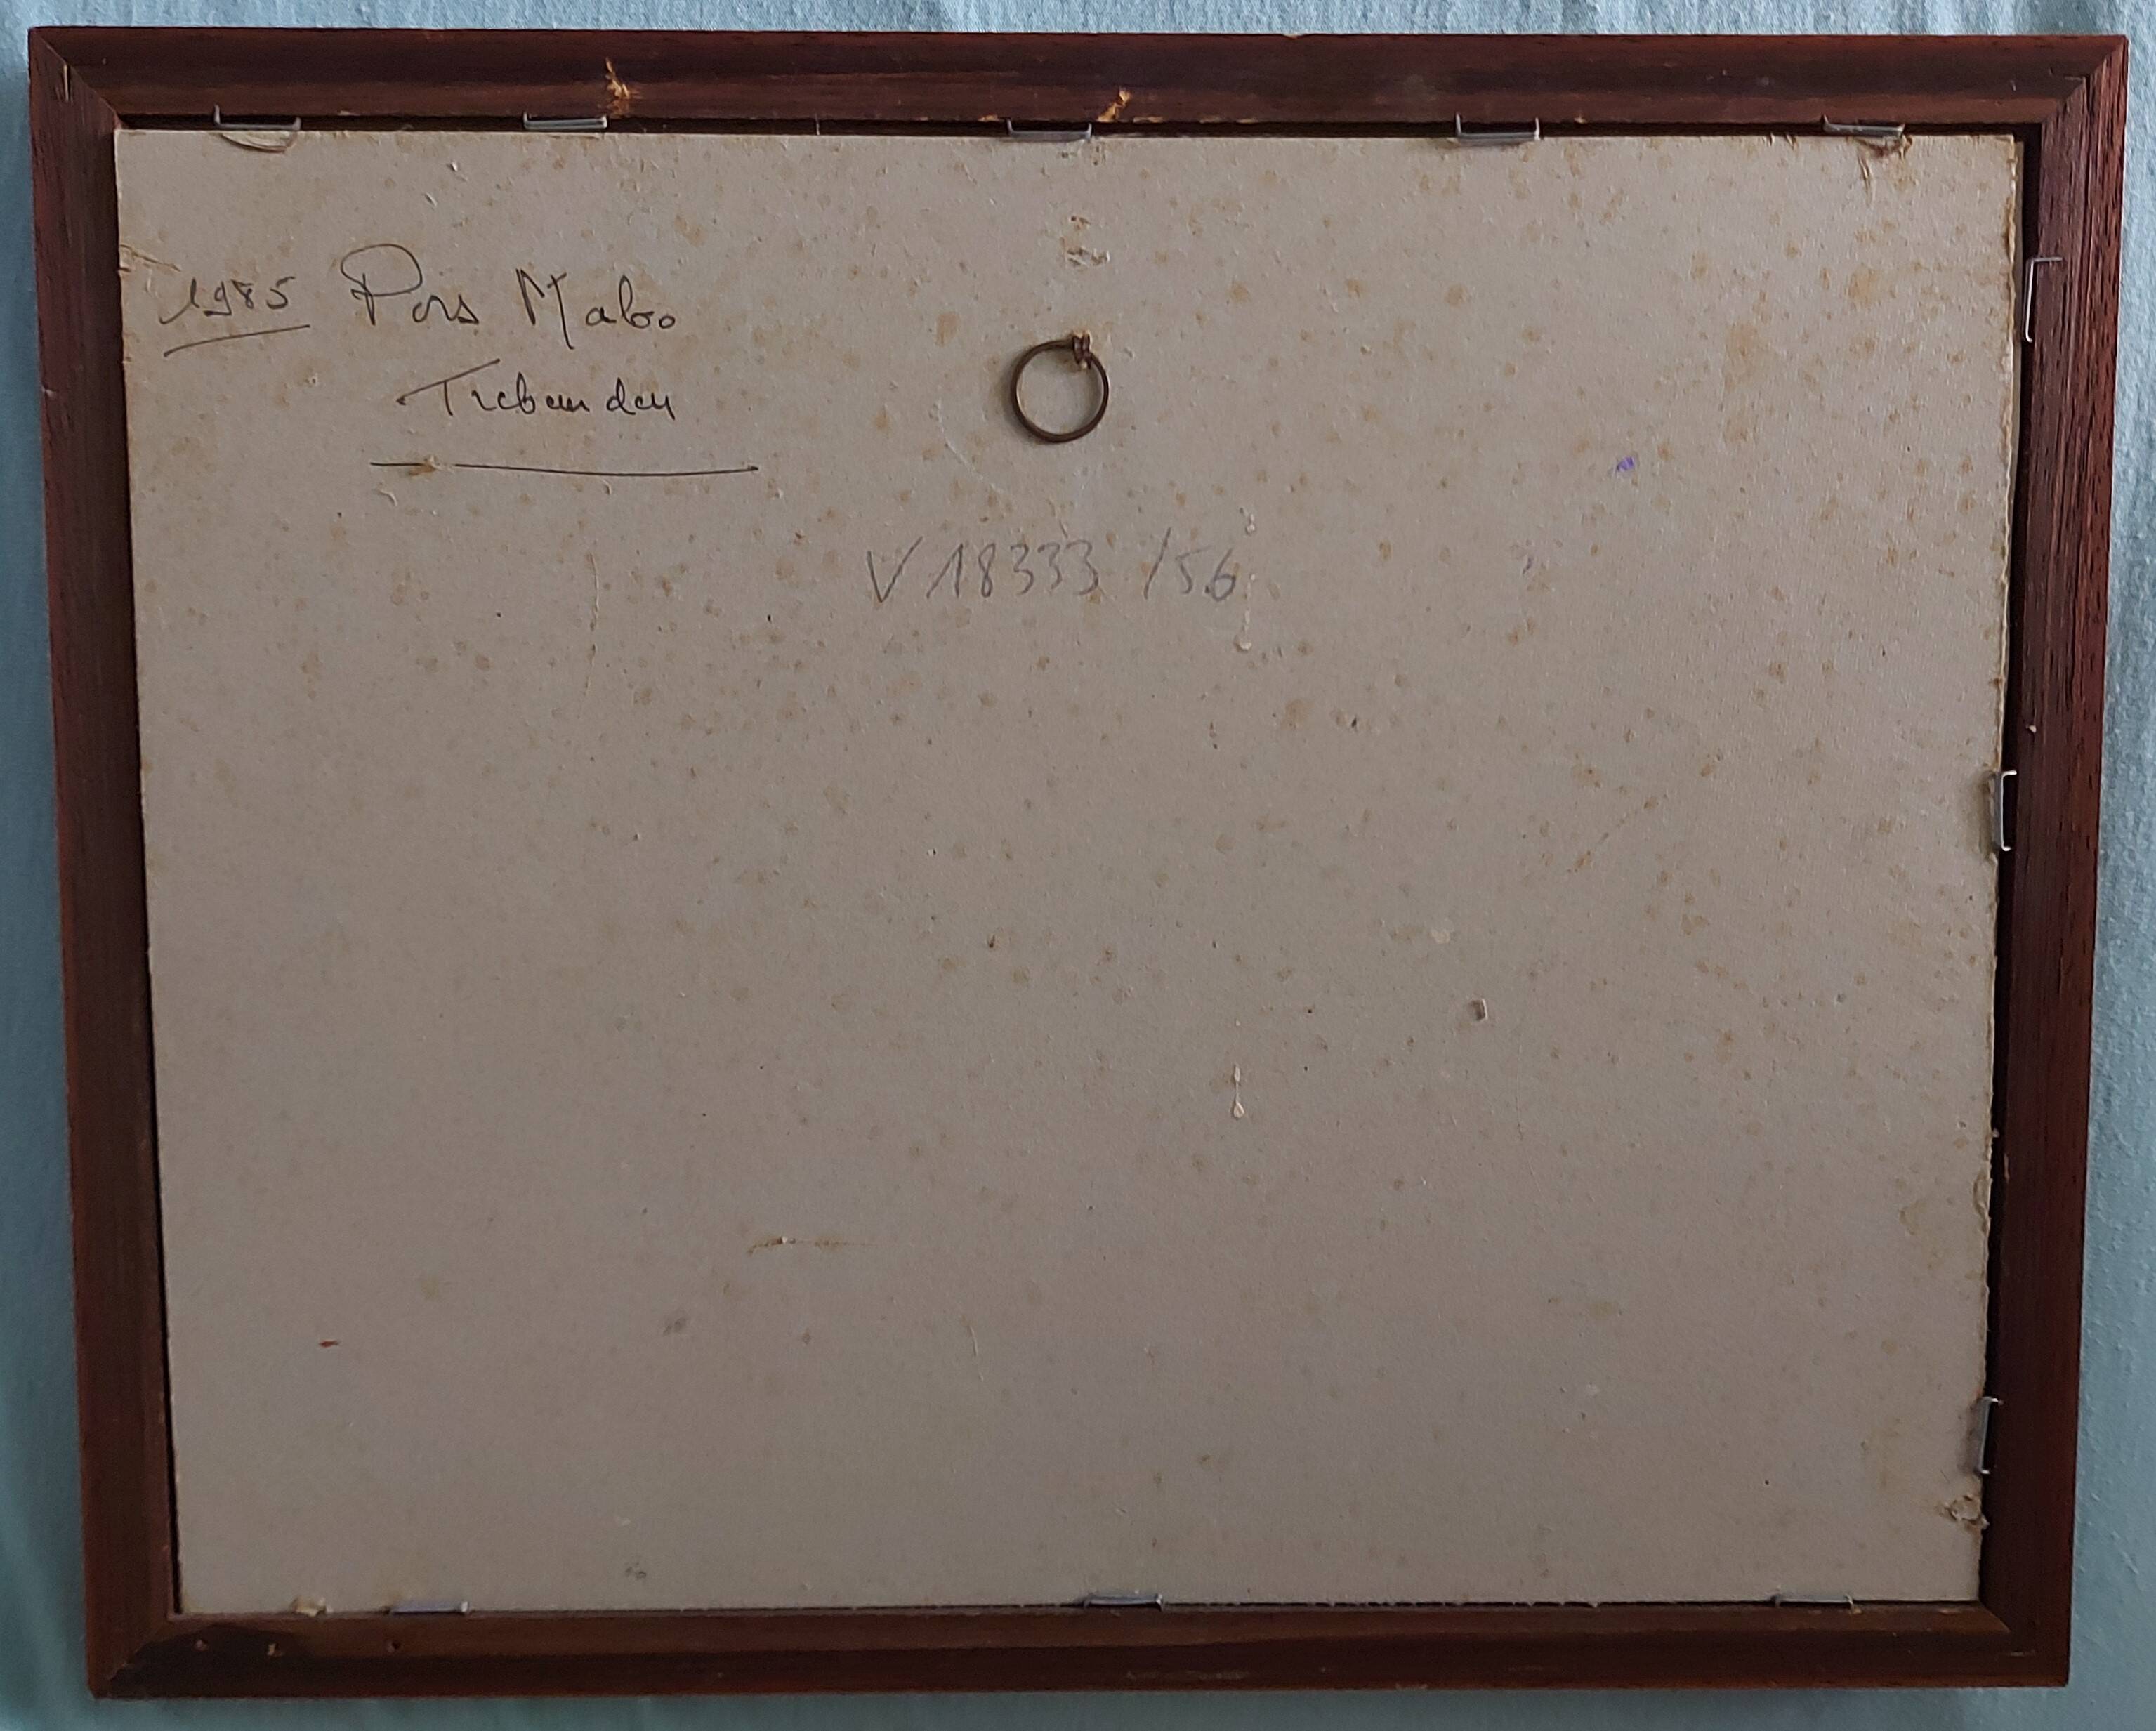 1985 Pors Mabo
Trebeurden
V 18333 /56